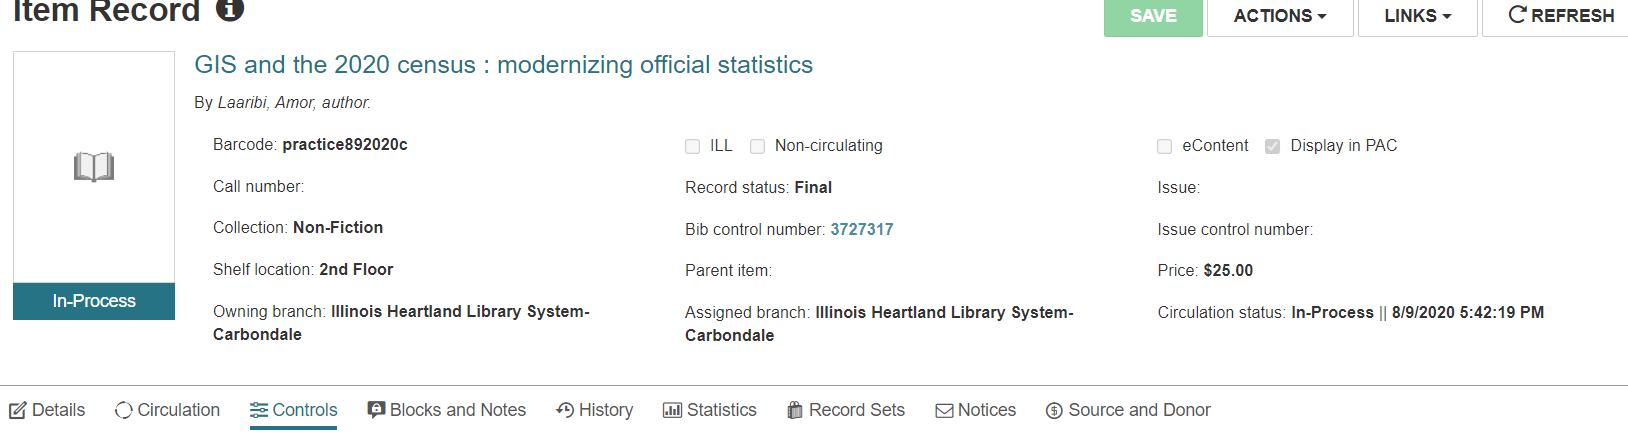 Item Record
SAVE ACTIONS LINKS REFRESH
GIS and the 2020 census : modernizing official statistics
By Laaribi, Amor, author.
Barcode: practice892020c
ILL Non-circulating
eContent Display in PAC
Call number:
Record status: Final
Issue:
Collection: Non-Fiction
Bib control number: 3727317
Issue control number:
Shelf location: 2nd Floor
Parent item:
Price: $25.00
In-Process
Owning branch: Illinois Heartland Library System-
Carbondale
Assigned branch: Illinois Heartland Library System-
Carbondale
Circulation status: In-Process || 8/9/2020 5:42:19 PM
Details Circulation Controls Blocks and Notes History Statistics Record Sets Notices Source and Donor